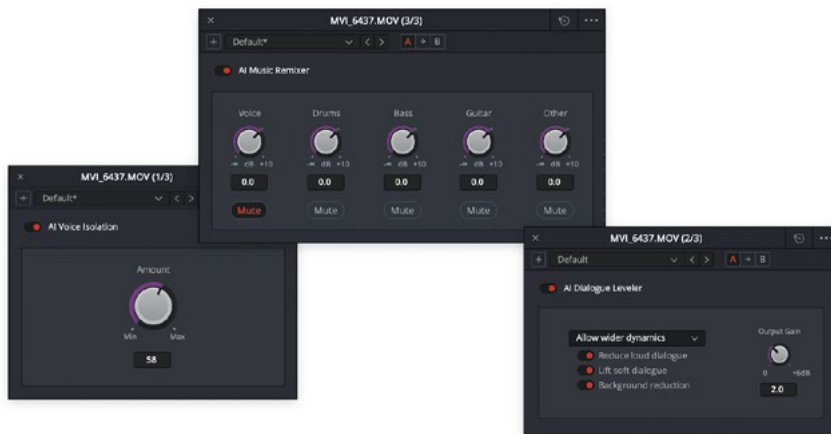 MVI_6437.MOV (3/3)
Default*
A B
AI Music Remixer
Voice Drums Bass Guitar Other
-∞ dB +10 -∞ dB +10 -∞ dB +10 -∞ dB +10 -∞ dB +10
0.0 0.0 0.0 0.0 0.0
Mute Mute Mute Mute Mute
MVI_6437.MOV (1/3)
Default*
AI Voice Isolation
Amount
Min Max
58
MVI_6437.MOV (2/3)
Default
A B
AI Dialogue Leveler
Allow wider dynamics
Reduce loud dialogue
Lift soft dialogue
Background reduction
Output Gain
0 +6dB
2.0